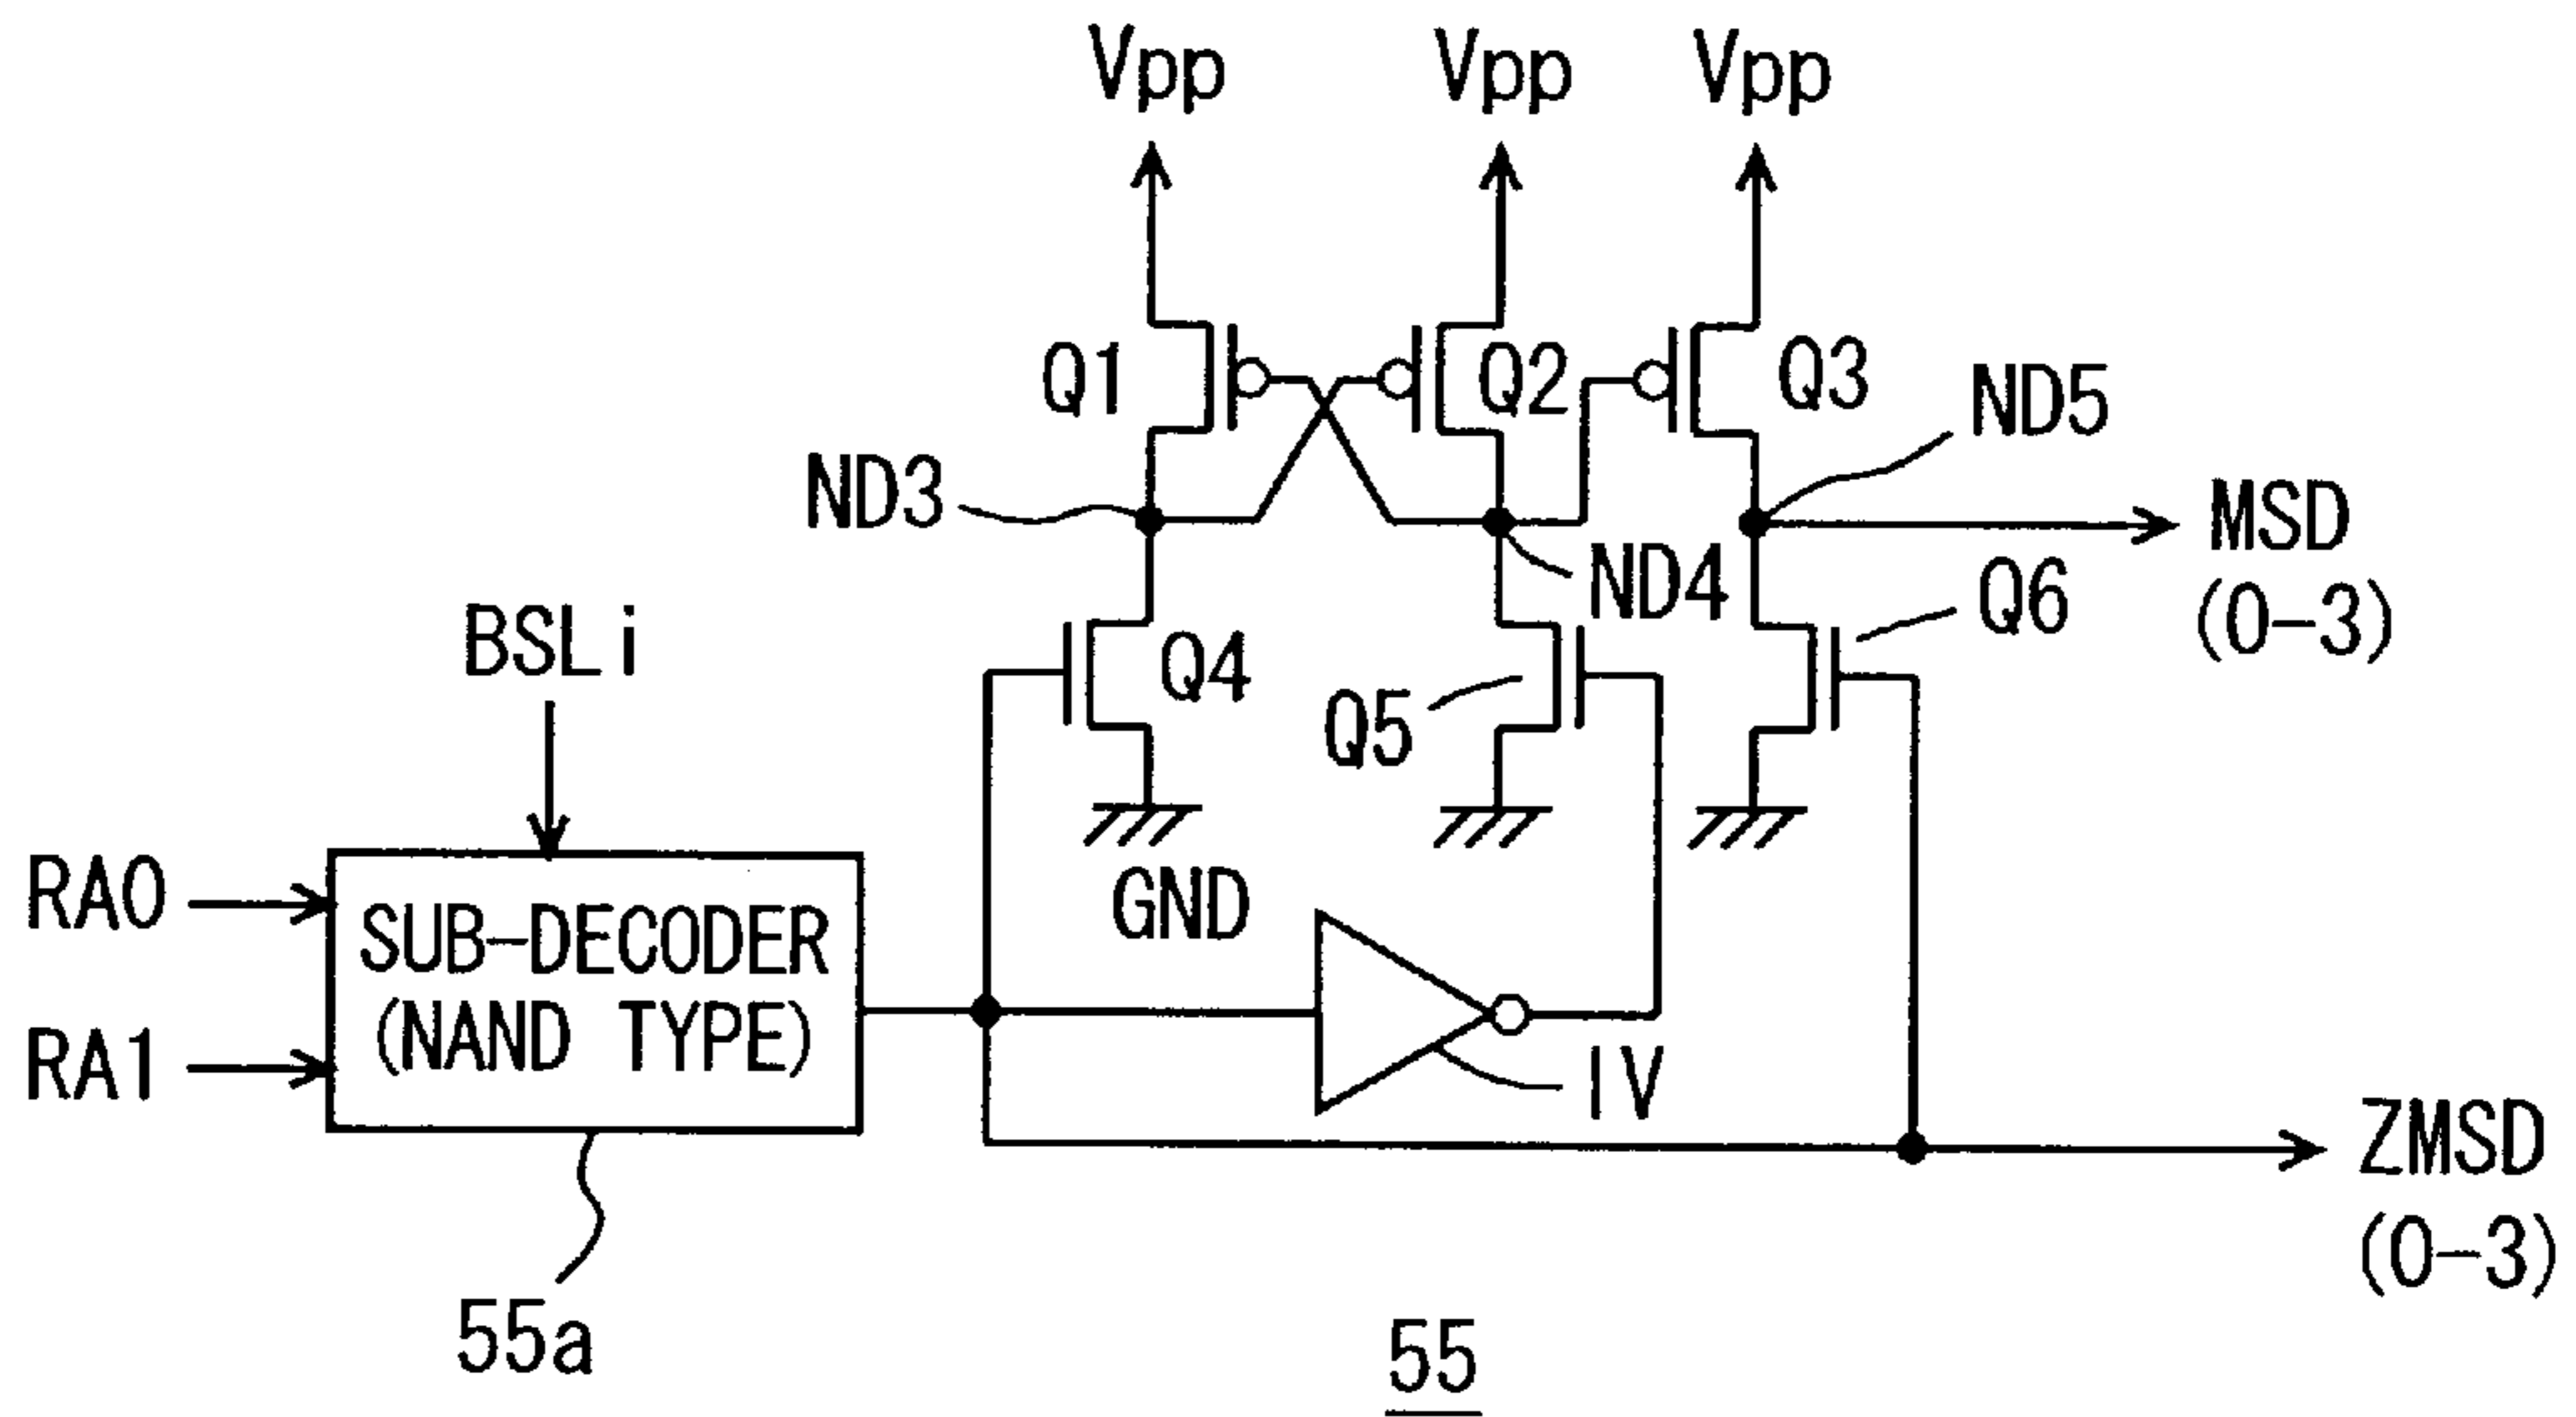 Vpp Vpp Vpp
Q1 Q2 Q3 ND5
ND3 MSD
ND4 Q6 (0-3)
BSLi Q4
Q5
RA0 SUB-DECODER GND
RA1 (NAND TYPE) IV
ZMSD
(0-3)
55a 55